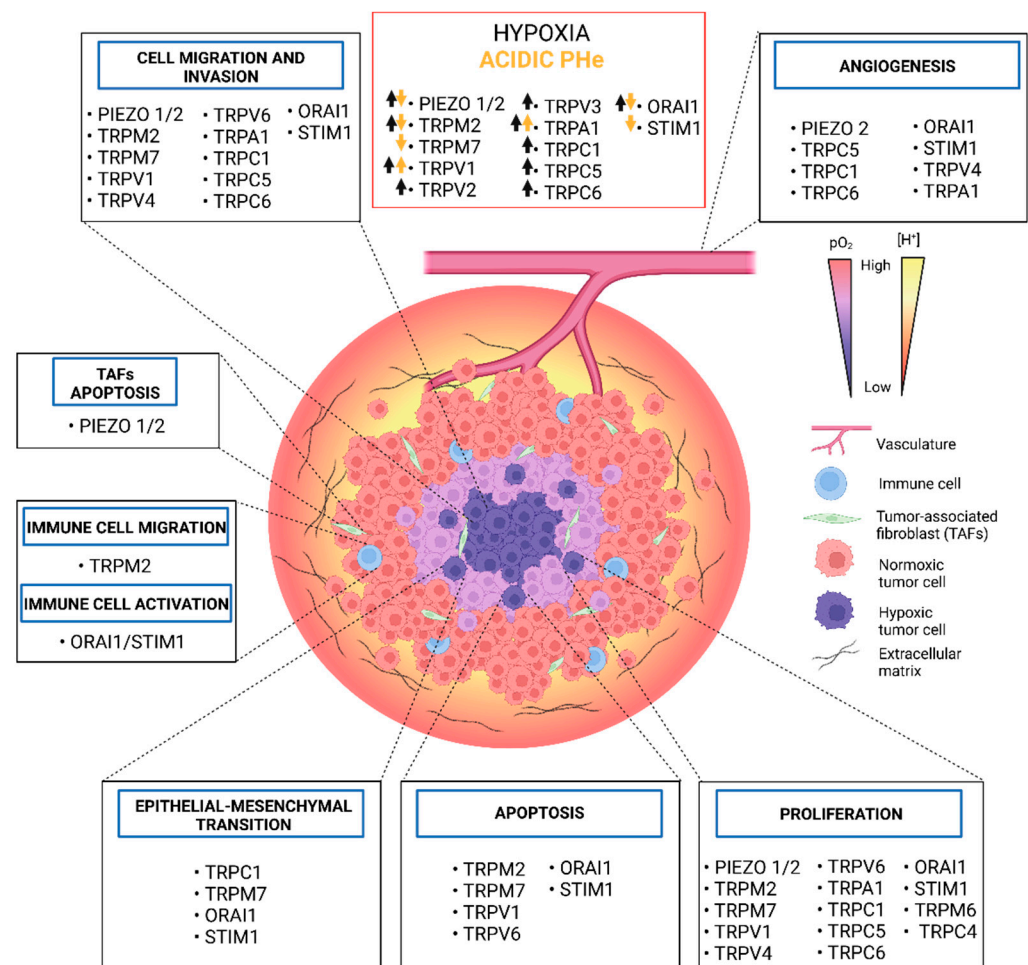 CELL MIGRATION AND
INVASION
• PIEZO 1/2
• TRPM2
• TRPM7
• TRPV1
• TRPV4
• TRPV6
• TRPA1
• TRPC1
• TRPC5
• TRPC6
• ORAI1
• STIM1
HYPOXIA
ACIDIC PHe
• PIEZO 1/2
• TRPM2
• TRPM7
• TRPV1
• TRPV2
• TRPV3
• TRPA1
• TRPC1
• TRPC5
• TRPC6
• ORAI1
• STIM1
ANGIOGENESIS
• PIEZO 2
• TRPC5
• TRPC1
• TRPC6
• ORAI1
• STIM1
• TRPV4
• TRPA1
pO₂
[H⁺]
High
Low
TAFs
APOPTOSIS
• PIEZO 1/2
IMMUNE CELL MIGRATION
• TRPM2
IMMUNE CELL ACTIVATION
• ORAI1/STIM1
Vasculature
Immune cell
Tumor-associated
fibroblast (TAFs)
Normoxic
tumor cell
Hypoxic
tumor cell
Extracellular
matrix
EPITHELIAL-MESENCHYMAL
TRANSITION
• TRPC1
• TRPM7
• ORAI1
• STIM1
APOPTOSIS
• TRPM2
• TRPM7
• TRPV1
• TRPV6
• ORAI1
• STIM1
PROLIFERATION
• PIEZO 1/2
• TRPM2
• TRPM7
• TRPV1
• TRPV4
• TRPV6
• TRPA1
• TRPC1
• TRPC5
• TRPC6
• ORAI1
• STIM1
• TRPM6
• TRPC4